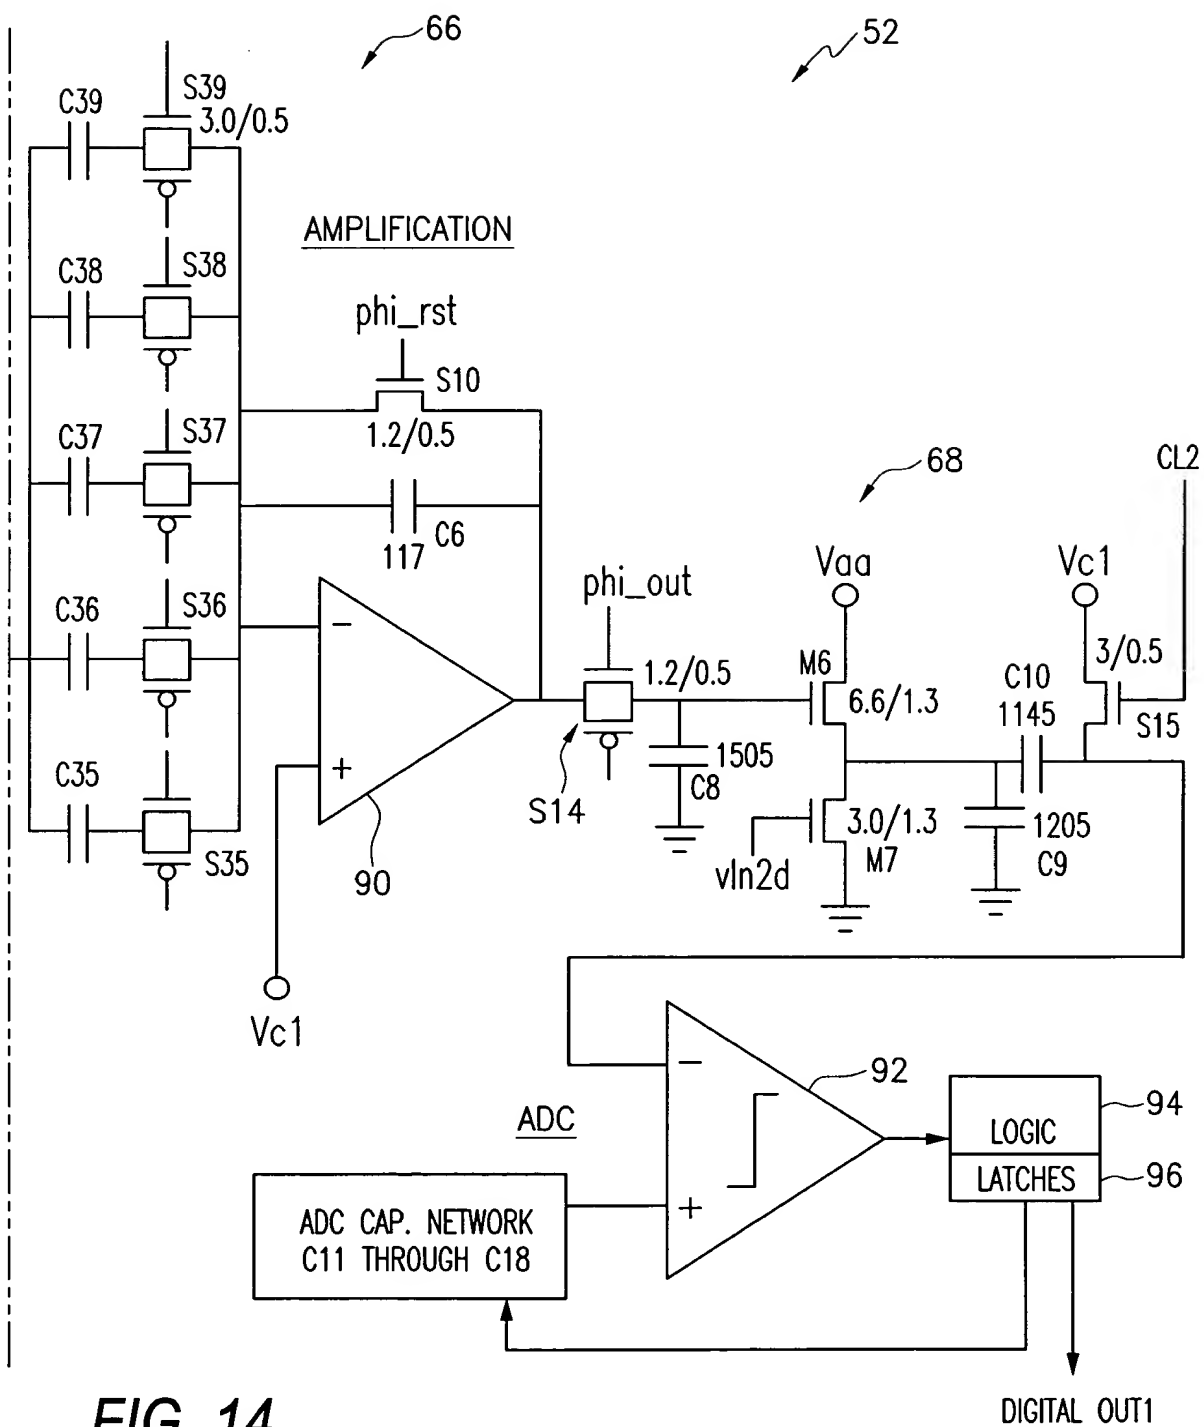 66
52
S39
C39
3.0/0.5
AMPLIFICATION
C38
S38
phi_rst
S10
1.2/0.5
C37
S37
C6
117
68
CL2
phi_out
Vaa
Vc1
C36
S36
−
1.2/0.5
M6
6.6/1.3
C10
1145
3/0.5
S15
C35
+
S14
1505
C8
3.0/1.3
M7
vln2d
1205
C9
S35
90
Vc1
−
92
ADC
94
LOGIC
LATCHES
96
+
ADC CAP. NETWORK
C11 THROUGH C18
DIGITAL OUT1
FIG. 14